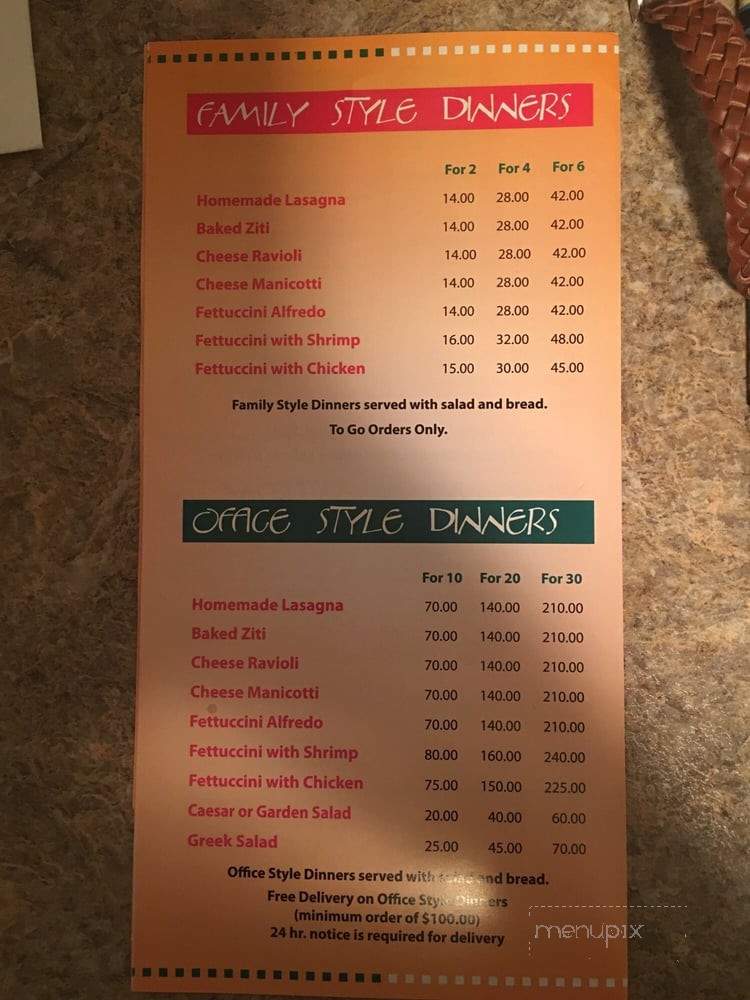 FAMILY STYLE DINNERS
For 2 For 4 For 6
Homemade Lasagna 14.00 28.00 42.00
Baked Ziti 14.00 28.00 42.00
Cheese Ravioli 14.00 28.00 42.00
Cheese Manicotti 14.00 28.00 42.00
Fettuccini Alfredo 14.00 28.00 42.00
Fettuccini with Shrimp 16.00 32.00 48.00
Fettuccini with Chicken 15.00 30.00 45.00
Family Style Dinners served with salad and bread.
To Go Orders Only.
OFFICE STYLE DINNERS
For 10 For 20 For 30
Homemade Lasagna 70.00 140.00 210.00
Baked Ziti 70.00 140.00 210.00
Cheese Ravioli 70.00 140.00 210.00
Cheese Manicotti 70.00 140.00 210.00
Fettuccini Alfredo 70.00 140.00 210.00
Fettuccini with Shrimp 80.00 160.00 240.00
Fettuccini with Chicken 75.00 150.00 225.00
Caesar or Garden Salad 20.00 40.00 60.00
Greek Salad 25.00 45.00 70.00
Office Style Dinners served with salad and bread.
Free Delivery on Office Style Dinners
(minimum order of $100.00)
24 hr. notice is required for delivery
menupix